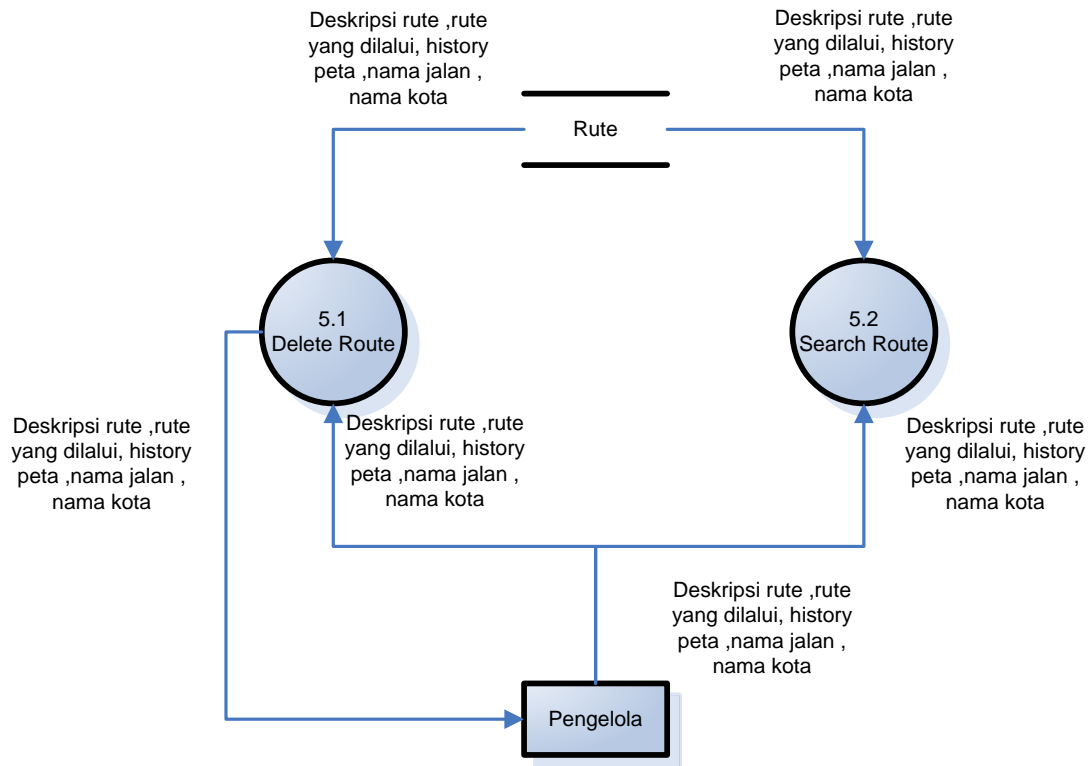 Deskripsi rute ,rute
yang dilalui, history
peta ,nama jalan ,
nama kota
Deskripsi rute ,rute
yang dilalui, history
peta ,nama jalan ,
nama kota
Rute
5.1
Delete Route
5.2
Search Route
Deskripsi rute ,rute
yang dilalui, history
peta ,nama jalan ,
nama kota
Deskripsi rute ,rute
yang dilalui, history
peta ,nama jalan ,
nama kota
Deskripsi rute ,rute
yang dilalui, history
peta ,nama jalan ,
nama kota
Deskripsi rute ,rute
yang dilalui, history
peta ,nama jalan ,
nama kota
Pengelola